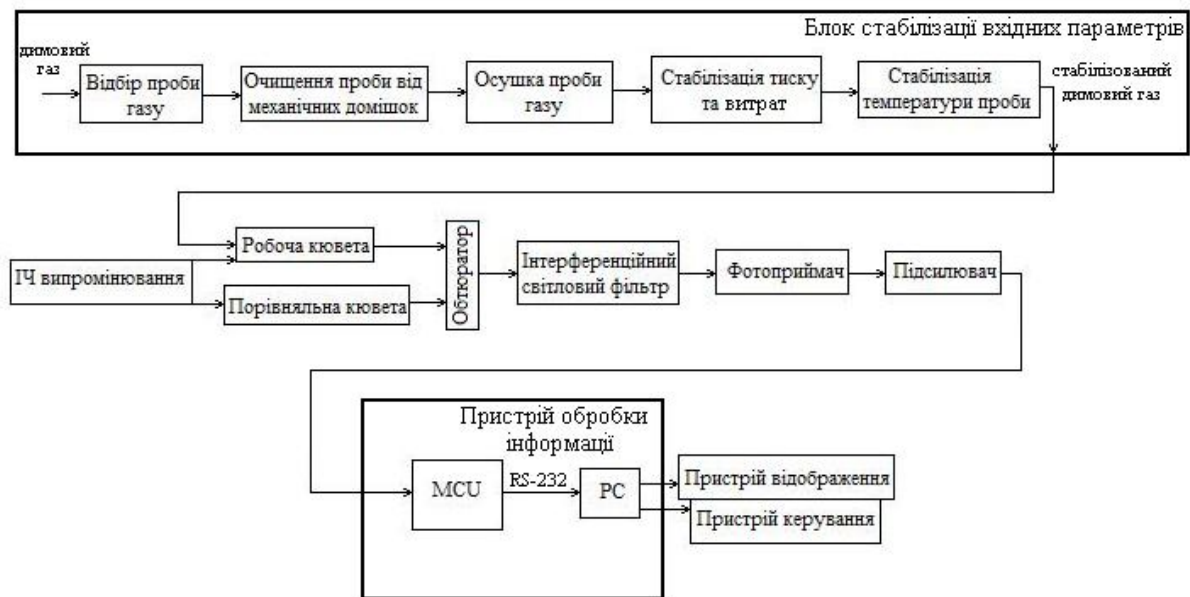 Блок стабілізації вхідних параметрів
димовий
газ
Відбір проби
газу
Очищення проби від
механічних домішок
Осушка проби
газу
Стабілізація тиску
та витрат
Стабілізація
температури проби
стабілізований
димовий газ
Робоча кювета
ІЧ випромінювання
Порівняльна кювета
Обтюратор
Інтерференційний
світловий фільтр
Фотоприймач
Підсилювач
Пристрій обробки
інформації
MCU
RS-232
PC
Пристрій відображення
Пристрій керування